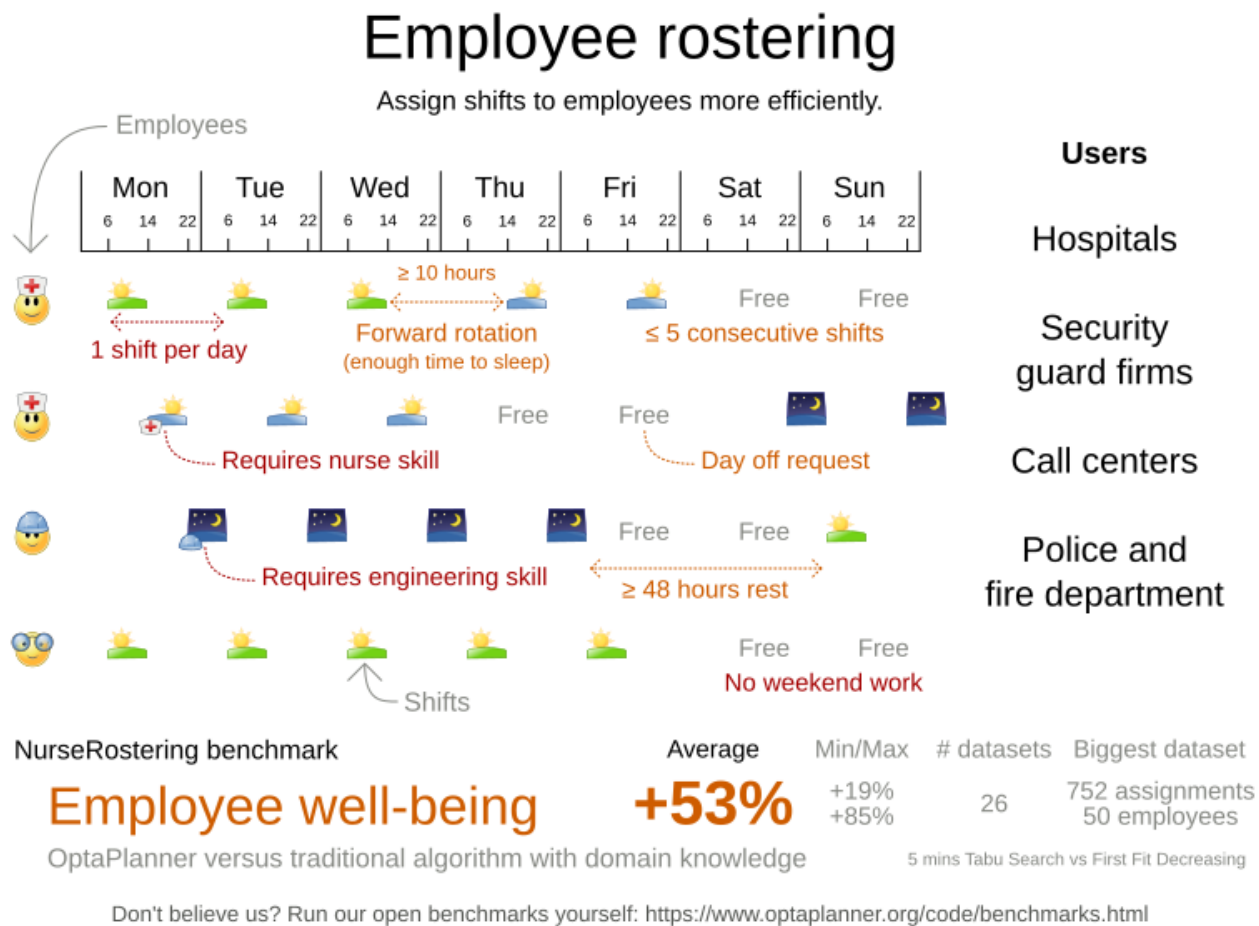 Employee rostering
Assign shifts to employees more efficiently.
Employees
Users
Mon Tue Wed Thu Fri Sat Sun
6 14 22 6 14 22 6 14 22 6 14 22 6 14 22 6 14 22 6 14 22
Hospitals
≥ 10 hours
Free Free
1 shift per day
Forward rotation
(enough time to sleep)
≤ 5 consecutive shifts
Security
guard firms
Free Free
Requires nurse skill
Day off request
Call centers
Free Free
Requires engineering skill
≥ 48 hours rest
Police and
fire department
Free Free
No weekend work
Shifts
NurseRostering benchmark
Average Min/Max # datasets Biggest dataset
Employee well-being
+53%
+19%
+85%
26
752 assignments
50 employees
OptaPlanner versus traditional algorithm with domain knowledge
5 mins Tabu Search vs First Fit Decreasing
Don't believe us? Run our open benchmarks yourself: https://www.optaplanner.org/code/benchmarks.html